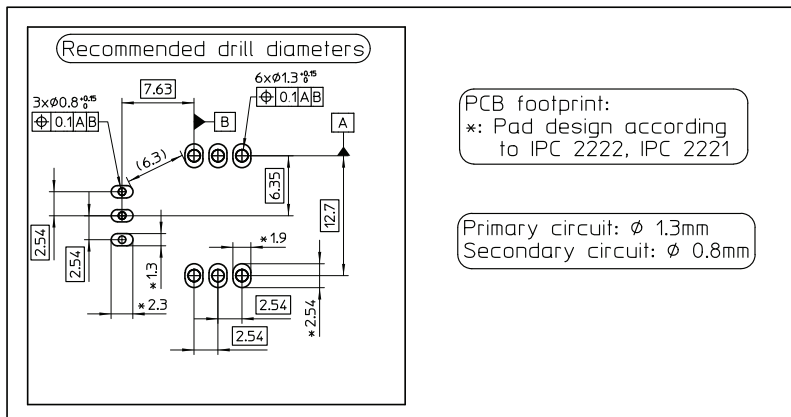 Recommended drill diameters
7.63
6xØ1.3 +0.15 0
⌖ 0.1 A B
3xØ0.8 +0.15 0
⌖ 0.1 A B
B
A
(6.3)
6.35
12.7
2.54
2.54
*1.3
*1.9
*2.3
2.54
2.54
*2.54
PCB footprint:
*: Pad design according
to IPC 2222, IPC 2221
Primary circuit: Ø 1.3mm
Secondary circuit: Ø 0.8mm